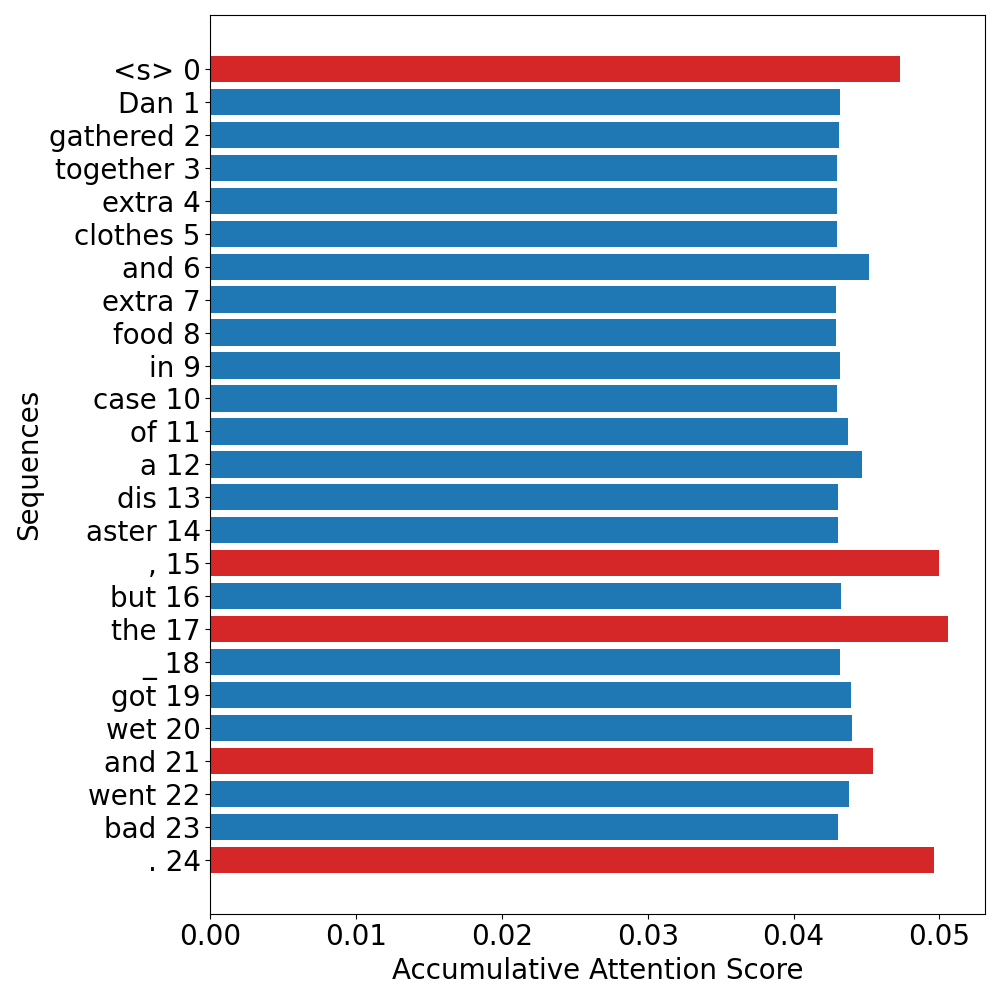 <s> 0
Dan 1
gathered 2
together 3
extra 4
clothes 5
and 6
extra 7
food 8
in 9
case 10
of 11
a 12
dis 13
aster 14
, 15
but 16
the 17
_ 18
got 19
wet 20
and 21
went 22
bad 23
. 24
Sequences
0.00 0.01 0.02 0.03 0.04 0.05
Accumulative Attention Score